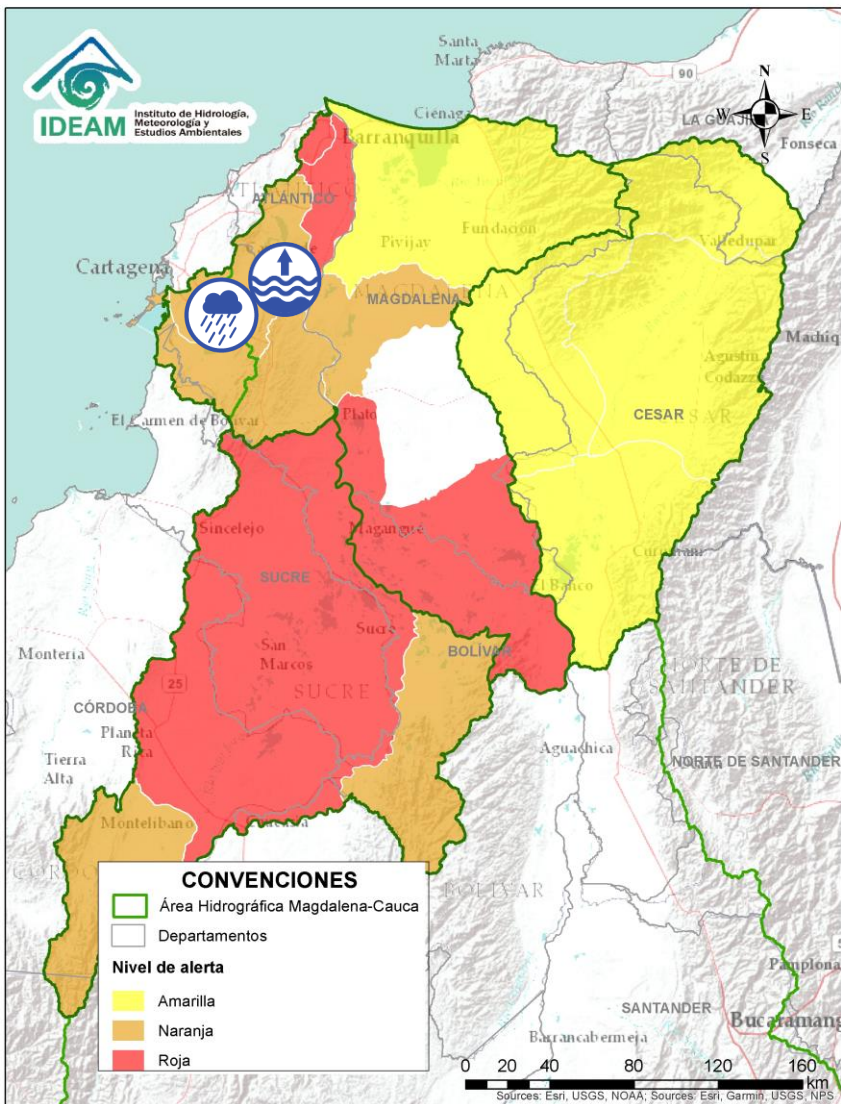 IDEAM
Instituto de Hidrología,
Meteorología y
Estudios Ambientales
Santa
Marta
90
N
W
E
S
Ciénaga
LA GUAJI
Fonseca
Barranquilla
ATLÁNTICO
Pivijay
Fundación
Valledupar
Cartagena
MAGDALENA
Machiq
Agustín
Codazzi
El Carmen de Bolívar
Plato
CESAR
Sincelejo
Magangué
SUCRE
El Banco
Montería
San
Marcos
Sucre
BOLÍVAR
SUCRE
NORTE DE
SANTANDER
25
CÓRDOBA
Planeta
Rica
Tierra
Alta
Aguachica
NORTE DE SANTANDER
Montelíbano
BOLÍVAR
CONVENCIONES
Área Hidrográfica Magdalena-Cauca
Departamentos
Nivel de alerta
Amarilla
Naranja
Roja
Pamplona
SANTANDER
Bucaramang
Barrancabermeja
0 20 40 80 120 160
km
Sources: Esri, USGS, NOAA; Sources: Esri, Garmin, USGS, NPS